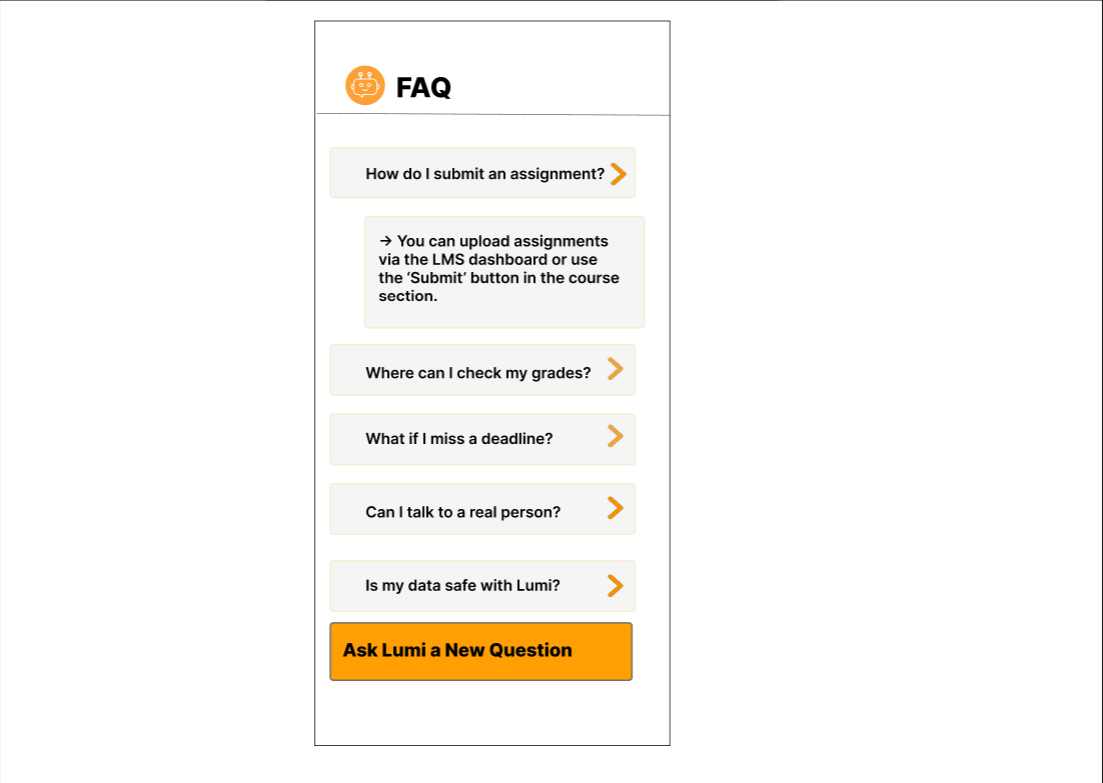 FAQ
How do I submit an assignment?
→ You can upload assignments
via the LMS dashboard or use
the ‘Submit’ button in the course
section.
Where can I check my grades?
What if I miss a deadline?
Can I talk to a real person?
Is my data safe with Lumi?
Ask Lumi a New Question